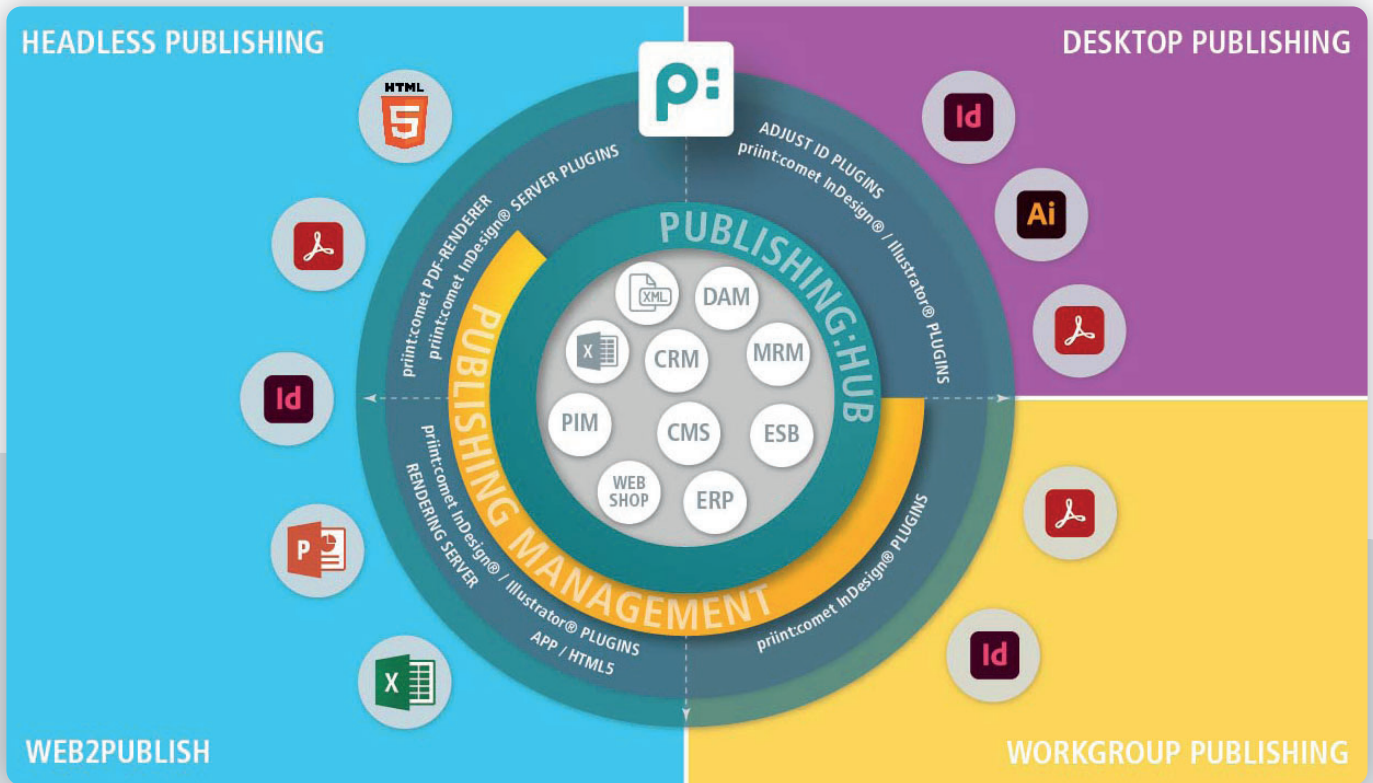 HEADLESS PUBLISHING
DESKTOP PUBLISHING
p:
HTML
5
Id
Ai
ADJUST ID PLUGINS
priint:comet InDesign® / Illustrator® PLUGINS
priint:comet PDF-RENDERER
priint:comet InDesign® SERVER PLUGINS
PUBLISHING:HUB
XML
DAM
X
CRM
MRM
PIM
CMS
ESB
WEB
SHOP
ERP
PUBLISHING MANAGEMENT
Id
priint:comet InDesign® / Illustrator® PLUGINS
RENDERING SERVER
APP / HTML5
priint:comet InDesign® PLUGINS
P
X
Id
WEB2PUBLISH
WORKGROUP PUBLISHING